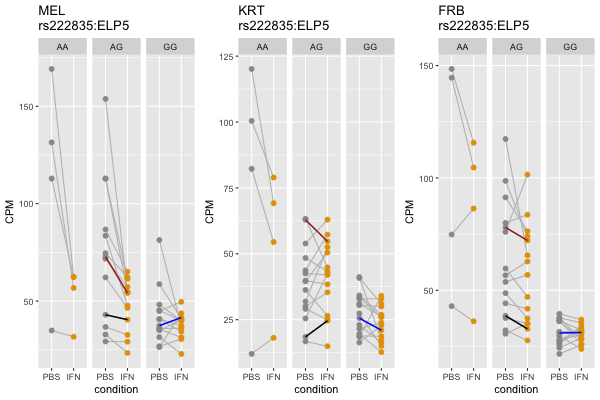 MEL
rs222835:ELP5
AA AG GG
CPM
150
100
50
PBS IFN PBS IFN PBS IFN
condition
KRT
rs222835:ELP5
AA AG GG
CPM
125
100
75
50
25
PBS IFN PBS IFN PBS IFN
condition
FRB
rs222835:ELP5
AA AG GG
CPM
150
100
50
PBS IFN PBS IFN PBS IFN
condition